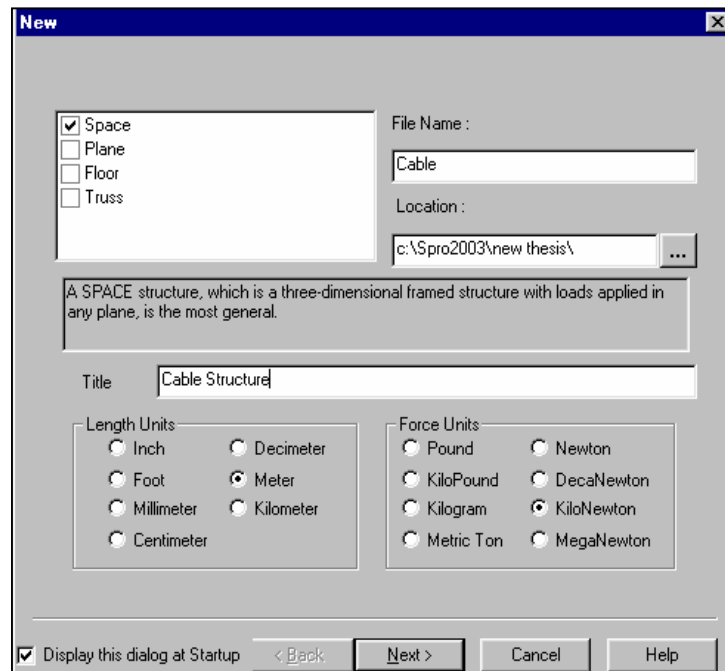 New
Space
Plane
Floor
Truss
File Name :
Cable
Location :
c:\Spro2003\new thesis\
...
A SPACE structure, which is a three-dimensional framed structure with loads applied in
any plane, is the most general.
Title
Cable Structure
Length Units
Inch
Decimeter
Foot
Meter
Millimeter
Kilometer
Centimeter
Force Units
Pound
Newton
KiloPound
DecaNewton
Kilogram
KiloNewton
Metric Ton
MegaNewton
Display this dialog at Startup
< Back
Next >
Cancel
Help